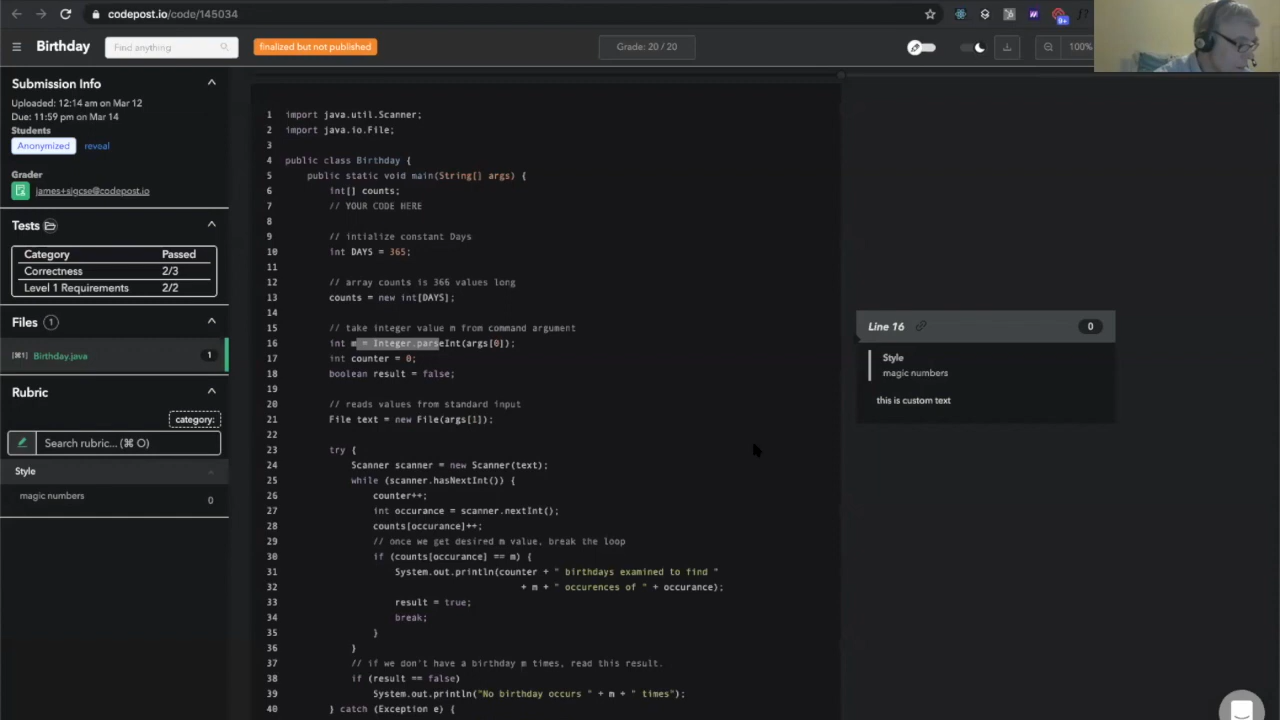 codepost.io/code/145034
9+
Birthday
Find anything
finalized but not published
Grade: 20 / 20
100%
Submission Info
Uploaded: 12:14 am on Mar 12
Due: 11:59 pm on Mar 14
Students
Anonymized
reveal
Grader
james+sigcse@codepost.io
Tests
Category Passed
Correctness 2/3
Level 1 Requirements 2/2
Files 1
[⌘1] Birthday.java 1
Rubric
category:
Search rubric... (⌘ O)
Style
magic numbers 0
1 import java.util.Scanner;
2 import java.io.File;
3
4 public class Birthday {
5 public static void main(String[] args) {
6 int[] counts;
7 // YOUR CODE HERE
8
9 // intialize constant Days
10 int DAYS = 365;
11
12 // array counts is 366 values long
13 counts = new int[DAYS];
14
15 // take integer value m from command argument
16 int m = Integer.parseInt(args[0]);
17 int counter = 0;
18 boolean result = false;
19
20 // reads values from standard input
21 File text = new File(args[1]);
22
23 try {
24 Scanner scanner = new Scanner(text);
25 while (scanner.hasNextInt()) {
26 counter++;
27 int occurance = scanner.nextInt();
28 counts[occurance]++;
29 // once we get desired m value, break the loop
30 if (counts[occurance] == m) {
31 System.out.println(counter + " birthdays examined to find "
32 + m + " occurences of " + occurance);
33 result = true;
34 break;
35 }
36 }
37 // if we don't have a birthday m times, read this result.
38 if (result == false)
39 System.out.println("No birthday occurs " + m + " times");
40 } catch (Exception e) {
Line 16 0
Style
magic numbers
this is custom text